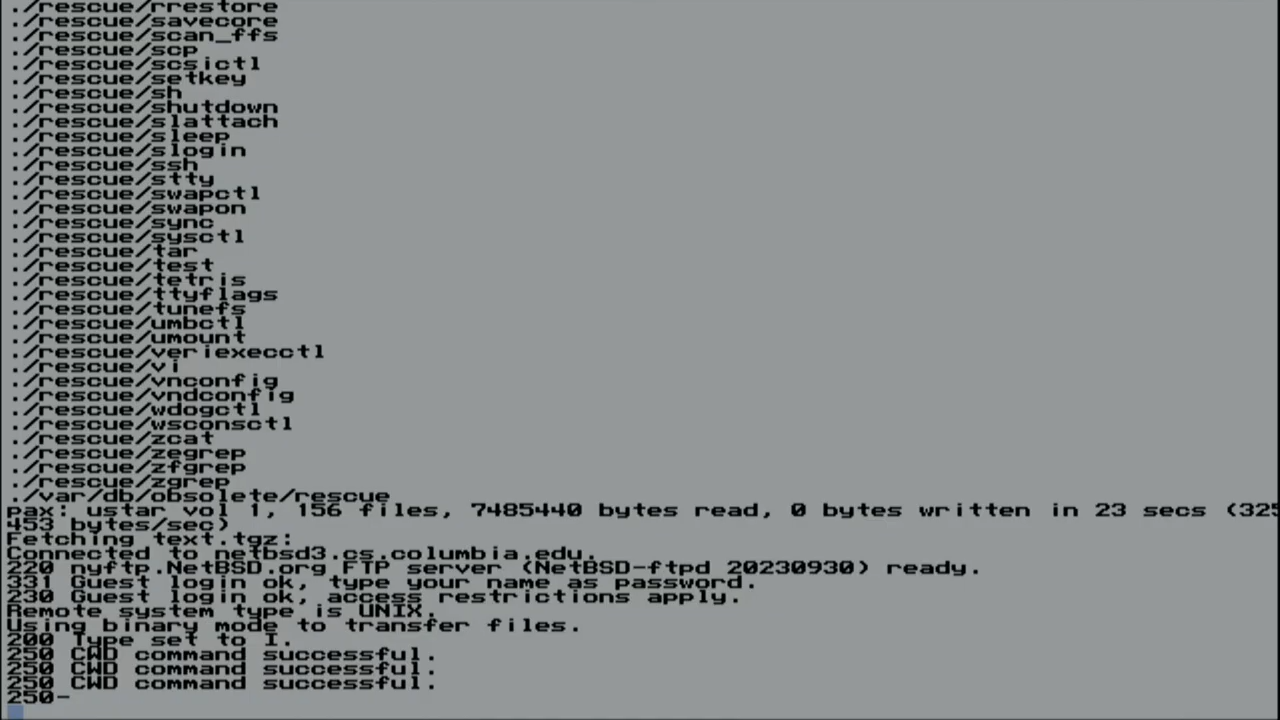 ./rescue/rrestore
./rescue/savecore
./rescue/scan_ffs
./rescue/scp
./rescue/scsictl
./rescue/setkey
./rescue/sh
./rescue/shutdown
./rescue/slattach
./rescue/sleep
./rescue/slogin
./rescue/ssh
./rescue/stty
./rescue/swapctl
./rescue/swapon
./rescue/sync
./rescue/sysctl
./rescue/tar
./rescue/test
./rescue/tetris
./rescue/ttyflags
./rescue/tunefs
./rescue/umbctl
./rescue/umount
./rescue/veriexecctl
./rescue/vi
./rescue/vnconfig
./rescue/vndconfig
./rescue/wdogctl
./rescue/wsconsctl
./rescue/zcat
./rescue/zegrep
./rescue/zfgrep
./rescue/zgrep
./var/db/obsolete/rescue
pax: ustar vol 1, 156 files, 7485440 bytes read, 0 bytes written in 23 secs (325
453 bytes/sec)
Fetching text.tgz:
Connected to netbsd3.cs.columbia.edu.
220 nyftp.NetBSD.org FTP server (NetBSD-ftpd 20230930) ready.
331 Guest login ok, type your name as password.
230 Guest login ok, access restrictions apply.
Remote system type is UNIX.
Using binary mode to transfer files.
200 Type set to I.
250 CWD command successful.
250 CWD command successful.
250 CWD command successful.
250-